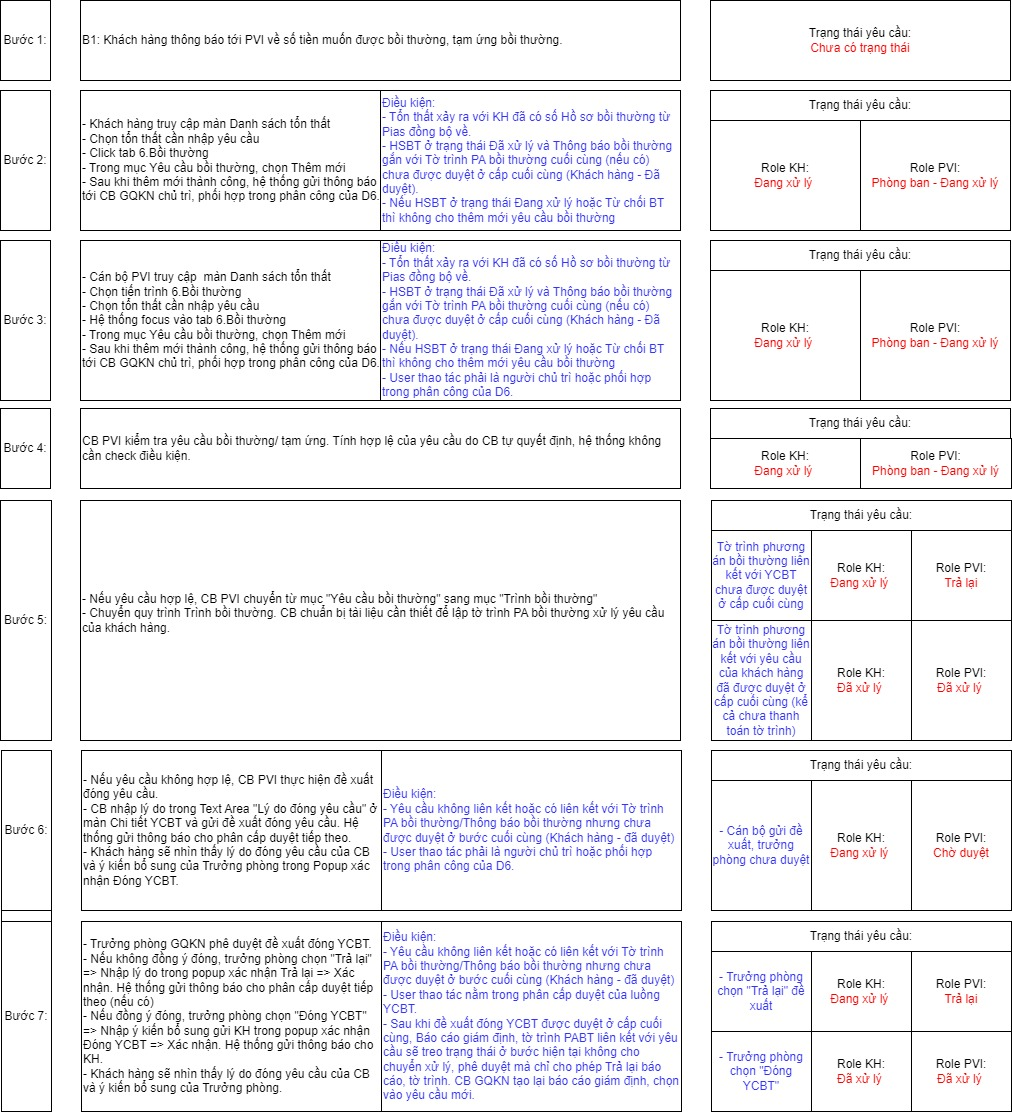 Bước 1:
B1: Khách hàng thông báo tới PVI về số tiền muốn được bồi thường, tạm ứng bồi thường.
Trạng thái yêu cầu:
Chưa có trạng thái
Bước 2:
- Khách hàng truy cập màn Danh sách tổn thất
- Chọn tổn thất cần nhập yêu cầu
- Click tab 6.Bồi thường
- Trong mục Yêu cầu bồi thường, chọn Thêm mới
- Sau khi thêm mới thành công, hệ thống gửi thông báo
tới CB GQKN chủ trì, phối hợp trong phân công của D6.
Điều kiện:
- Tổn thất xảy ra với KH đã có số Hồ sơ bồi thường từ
Pias đồng bộ về.
- HSBT ở trạng thái Đã xử lý và Thông báo bồi thường
gắn với Tờ trình PA bồi thường cuối cùng (nếu có)
chưa được duyệt ở cấp cuối cùng (Khách hàng - Đã
duyệt).
- Nếu HSBT ở trạng thái Đang xử lý hoặc Từ chối BT
thì không cho thêm mới yêu cầu bồi thường
Trạng thái yêu cầu:
Role KH:
Đang xử lý
Role PVI:
Phòng ban - Đang xử lý
Bước 3:
- Cán bộ PVI truy cập màn Danh sách tổn thất
- Chọn tiến trình 6.Bồi thường
- Chọn tổn thất cần nhập yêu cầu
- Hệ thống focus vào tab 6.Bồi thường
- Trong mục Yêu cầu bồi thường, chọn Thêm mới
- Sau khi thêm mới thành công, hệ thống gửi thông báo
tới CB GQKN chủ trì, phối hợp trong phân công của D6.
Điều kiện:
- Tổn thất xảy ra với KH đã có số Hồ sơ bồi thường từ
Pias đồng bộ về.
- HSBT ở trạng thái Đã xử lý và Thông báo bồi thường
gắn với Tờ trình PA bồi thường cuối cùng (nếu có)
chưa được duyệt ở cấp cuối cùng (Khách hàng - Đã
duyệt).
- Nếu HSBT ở trạng thái Đang xử lý hoặc Từ chối BT
thì không cho thêm mới yêu cầu bồi thường
- User thao tác phải là người chủ trì hoặc phối hợp
trong phân công của D6.
Trạng thái yêu cầu:
Role KH:
Đang xử lý
Role PVI:
Phòng ban - Đang xử lý
Bước 4:
CB PVI kiểm tra yêu cầu bồi thường/ tạm ứng. Tính hợp lệ của yêu cầu do CB tự quyết định, hệ thống không
cần check điều kiện.
Trạng thái yêu cầu:
Role KH:
Đang xử lý
Role PVI:
Phòng ban - Đang xử lý
Bước 5:
- Nếu yêu cầu hợp lệ, CB PVI chuyển từ mục "Yêu cầu bồi thường" sang mục "Trình bồi thường"
- Chuyển quy trình Trình bồi thường. CB chuẩn bị tài liệu cần thiết để lập tờ trình PA bồi thường xử lý yêu cầu
của khách hàng.
Trạng thái yêu cầu:
Tờ trình phương
án bồi thường liên
kết với YCBT
chưa được duyệt
ở cấp cuối cùng
Role KH:
Đang xử lý
Role PVI:
Trả lại
Tờ trình phương
án bồi thường liên
kết với yêu cầu
của khách hàng
đã được duyệt ở
cấp cuối cùng (kể
cả chưa thanh
toán tờ trình)
Role KH:
Đã xử lý
Role PVI:
Đã xử lý
Bước 6:
- Nếu yêu cầu không hợp lệ, CB PVI thực hiện đề xuất
đóng yêu cầu.
- CB nhập lý do trong Text Area "Lý do đóng yêu cầu" ở
màn Chi tiết YCBT và gửi đề xuất đóng yêu cầu. Hệ
thống gửi thông báo cho phân cấp duyệt tiếp theo.
- Khách hàng sẽ nhìn thấy lý do đóng yêu cầu của CB
và ý kiến bổ sung của Trưởng phòng trong Popup xác
nhận Đóng YCBT.
Điều kiện:
- Yêu cầu không liên kết hoặc có liên kết với Tờ trình
PA bồi thường/Thông báo bồi thường nhưng chưa
được duyệt ở bước cuối cùng (Khách hàng - đã duyệt)
- User thao tác phải là người chủ trì hoặc phối hợp
trong phân công của D6.
Trạng thái yêu cầu:
- Cán bộ gửi đề
xuất, trưởng
phòng chưa duyệt
Role KH:
Đang xử lý
Role PVI:
Chờ duyệt
Bước 7:
- Trưởng phòng GQKN phê duyệt đề xuất đóng YCBT.
- Nếu không đồng ý đóng, trưởng phòng chọn "Trả lại"
=> Nhập lý do trong popup xác nhận Trả lại => Xác
nhận. Hệ thống gửi thông báo cho phân cấp duyệt tiếp
theo (nếu có)
- Nếu đồng ý đóng, trưởng phòng chọn "Đóng YCBT"
=> Nhập ý kiến bổ sung gửi KH trong popup xác nhận
Đóng YCBT => Xác nhận. Hệ thống gửi thông báo cho
KH.
- Khách hàng sẽ nhìn thấy lý do đóng yêu cầu của CB
và ý kiến bổ sung của Trưởng phòng.
Điều kiện:
- Yêu cầu không liên kết hoặc có liên kết với Tờ trình
PA bồi thường/Thông báo bồi thường nhưng chưa
được duyệt ở bước cuối cùng (Khách hàng - đã duyệt)
- User thao tác nằm trong phân cấp duyệt của luồng
YCBT.
- Sau khi đề xuất đóng YCBT được duyệt ở cấp cuối
cùng, Báo cáo giám định, tờ trình PABT liên kết với yêu
cầu sẽ treo trạng thái ở bước hiện tại không cho
chuyển xử lý, phê duyệt mà chỉ cho phép Trả lại báo
cáo, tờ trình. CB GQKN tạo lại báo cáo giám định, chọn
vào yêu cầu mới.
Trạng thái yêu cầu:
- Trưởng phòng
chọn "Trả lại" đề
xuất
Role KH:
Đang xử lý
Role PVI:
Trả lại
- Trưởng phòng
chọn "Đóng
YCBT"
Role KH:
Đã xử lý
Role PVI:
Đã xử lý